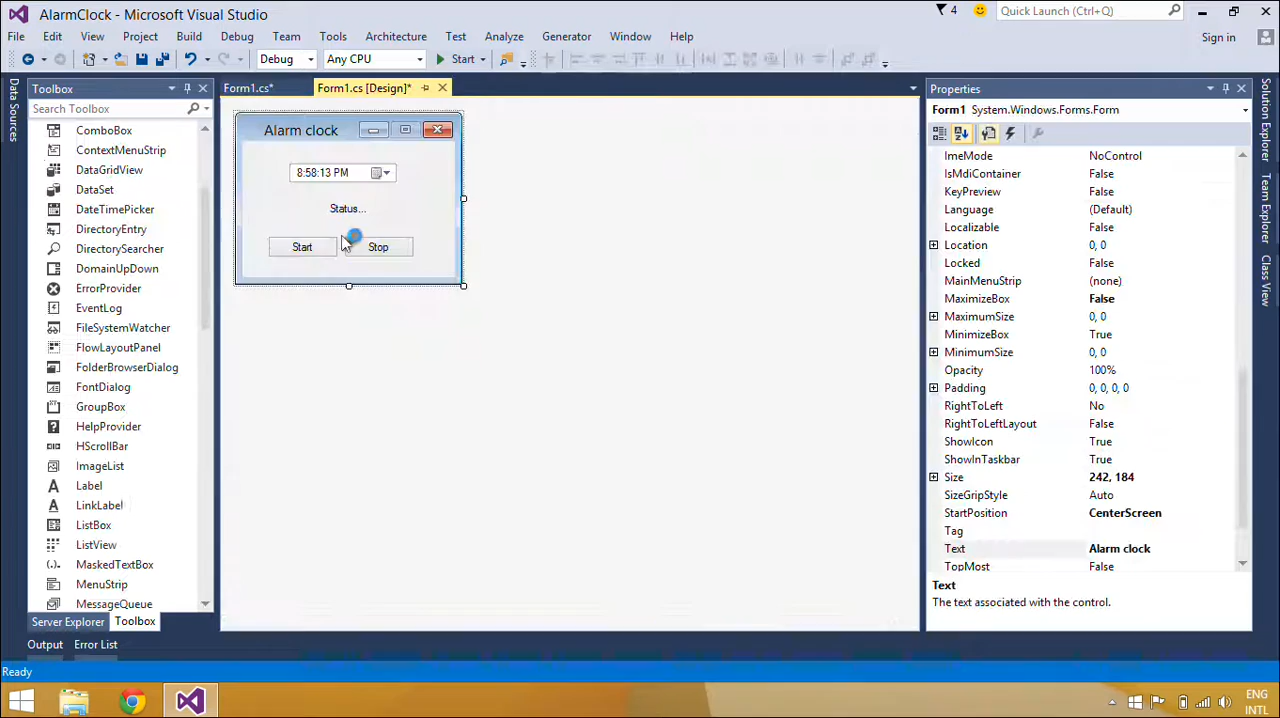 AlarmClock - Microsoft Visual Studio
4
Quick Launch (Ctrl+Q)
File Edit View Project Build Debug Team Tools Architecture Test Analyze Generator Window Help
Sign in
Debug
Any CPU
Start
Data Sources
Toolbox
Search Toolbox
ComboBox
ContextMenuStrip
DataGridView
DataSet
DateTimePicker
DirectoryEntry
DirectorySearcher
DomainUpDown
ErrorProvider
EventLog
FileSystemWatcher
FlowLayoutPanel
FolderBrowserDialog
FontDialog
GroupBox
HelpProvider
HScrollBar
ImageList
Label
LinkLabel
ListBox
ListView
MaskedTextBox
MenuStrip
MessageQueue
Server Explorer
Toolbox
Form1.cs*
Form1.cs [Design]*
Alarm clock
8:58:13 PM
Status...
Start
Stop
Properties
Form1 System.Windows.Forms.Form
ImeMode NoControl
IsMdiContainer False
KeyPreview False
Language (Default)
Localizable False
Location 0, 0
Locked False
MainMenuStrip (none)
MaximizeBox False
MaximumSize 0, 0
MinimizeBox True
MinimumSize 0, 0
Opacity 100%
Padding 0, 0, 0, 0
RightToLeft No
RightToLeftLayout False
ShowIcon True
ShowInTaskbar True
Size 242, 184
SizeGripStyle Auto
StartPosition CenterScreen
Tag
Text Alarm clock
TopMost False
Text
The text associated with the control.
Solution Explorer
Team Explorer
Class View
Output
Error List
Ready
ENG
INTL